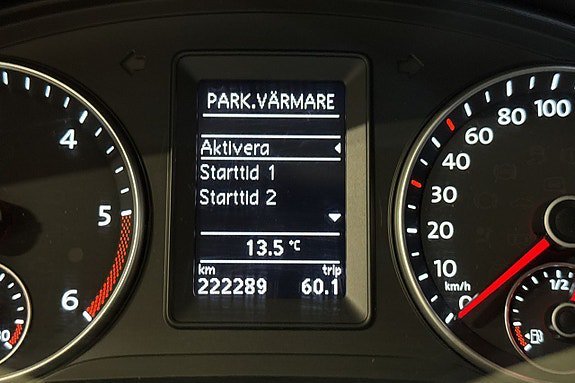 PARK.VÄRMARE
Aktivera
Starttid 1
Starttid 2
13.5 °C
km trip
222289 60.1
4
5
6
10
20
30
40
60
80
100
km/h
0
1/2